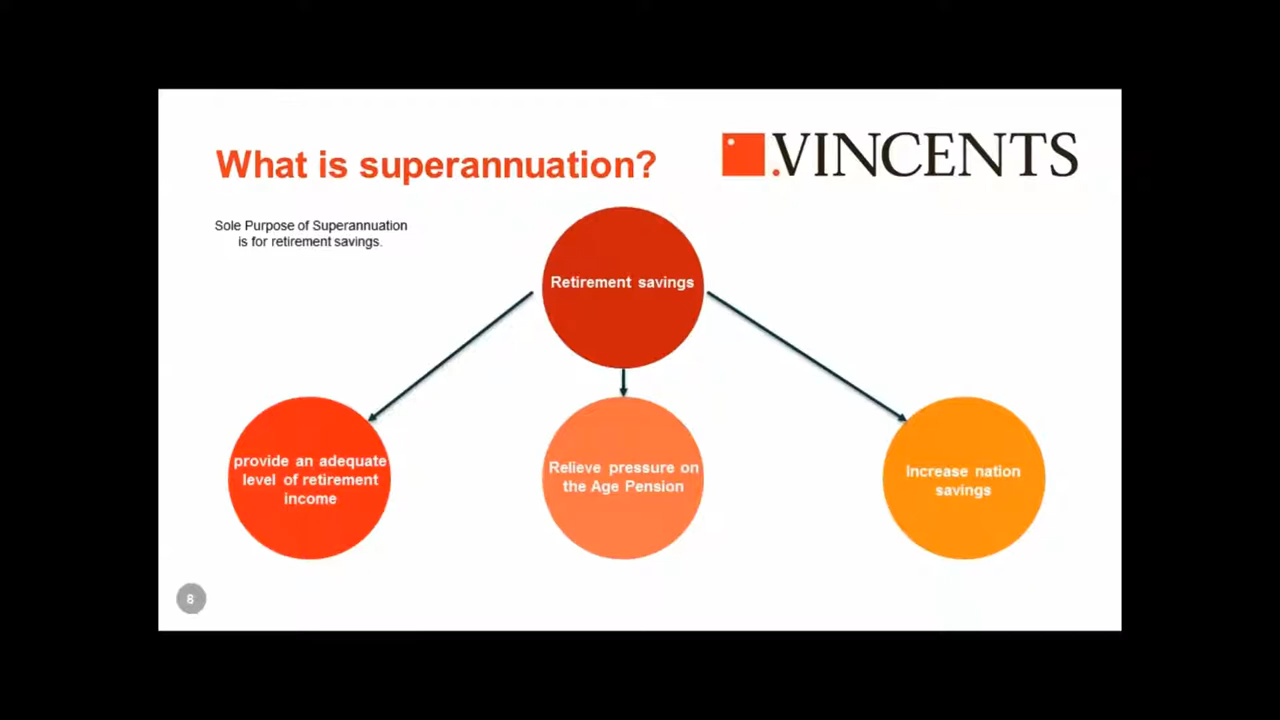 What is superannuation?
.VINCENTS
Sole Purpose of Superannuation
is for retirement savings.
Retirement savings
provide an adequate
level of retirement
income
Relieve pressure on
the Age Pension
Increase nation
savings
8